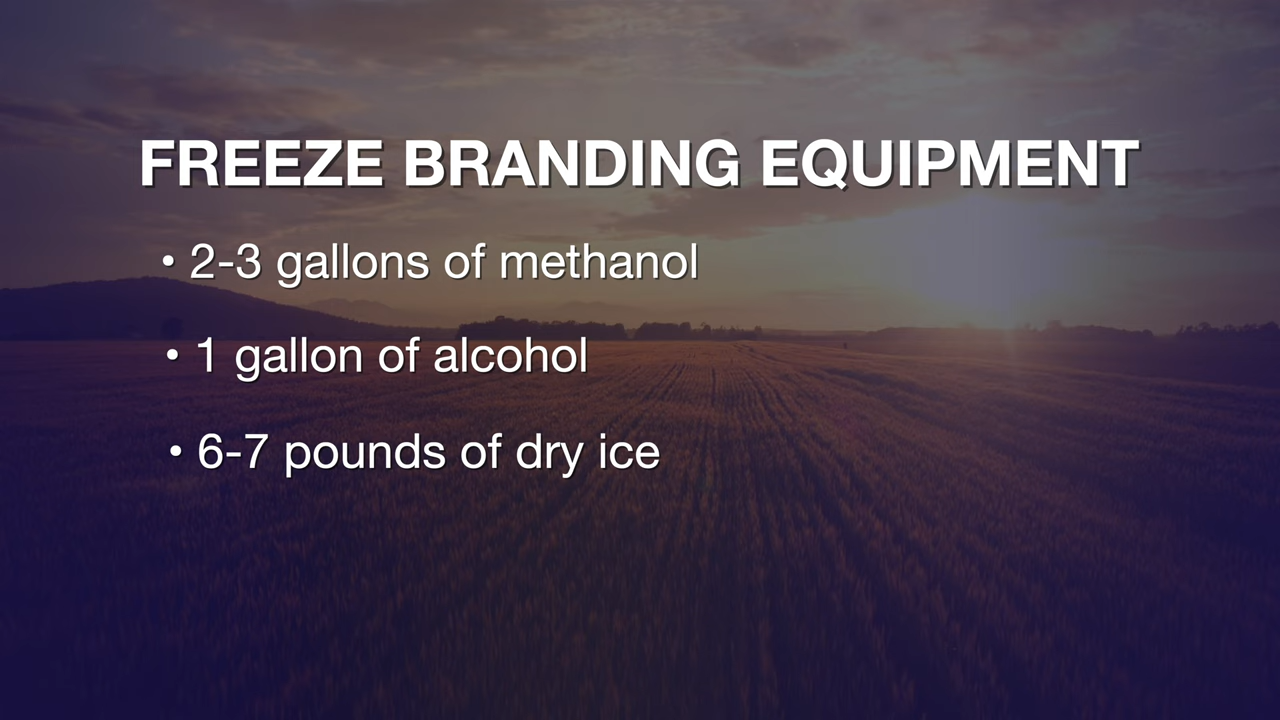 FREEZE BRANDING EQUIPMENT
• 2-3 gallons of methanol
• 1 gallon of alcohol
• 6-7 pounds of dry ice